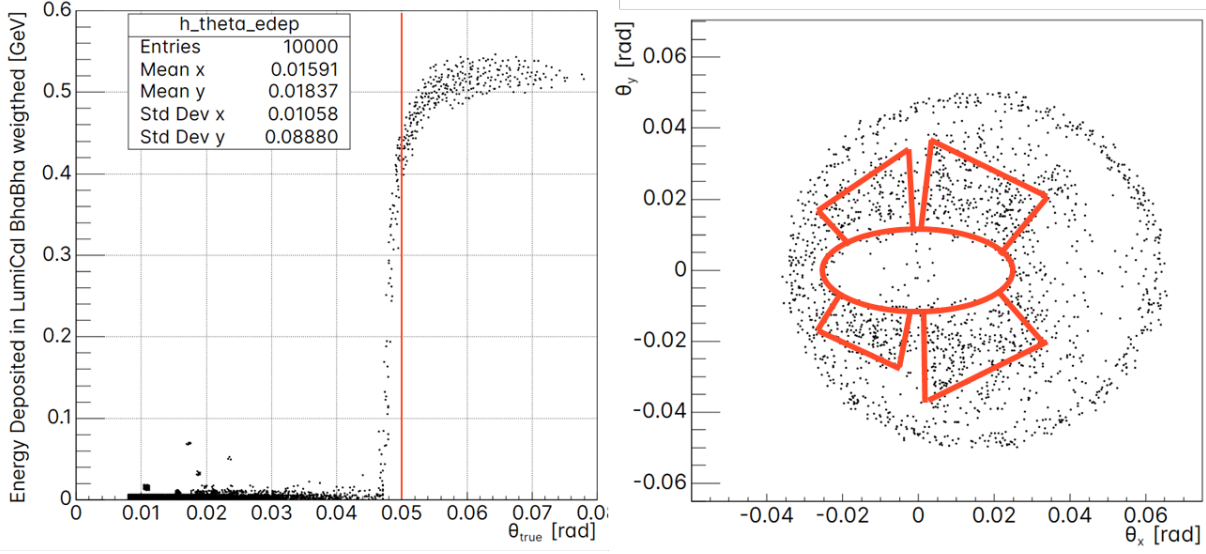 h_theta_edep
Entries 10000
Mean x 0.01591
Mean y 0.01837
Std Dev x 0.01058
Std Dev y 0.08880
Energy Deposited in LumiCal BhaBha weigthed [GeV]
0.6
0.5
0.4
0.3
0.2
0.1
0
0 0.01 0.02 0.03 0.04 0.05 0.06 0.07
θtrue [rad]
θy [rad]
0.06
0.04
0.02
0
-0.02
-0.04
-0.06
-0.04 -0.02 0 0.02 0.04 0.06
θx [rad]